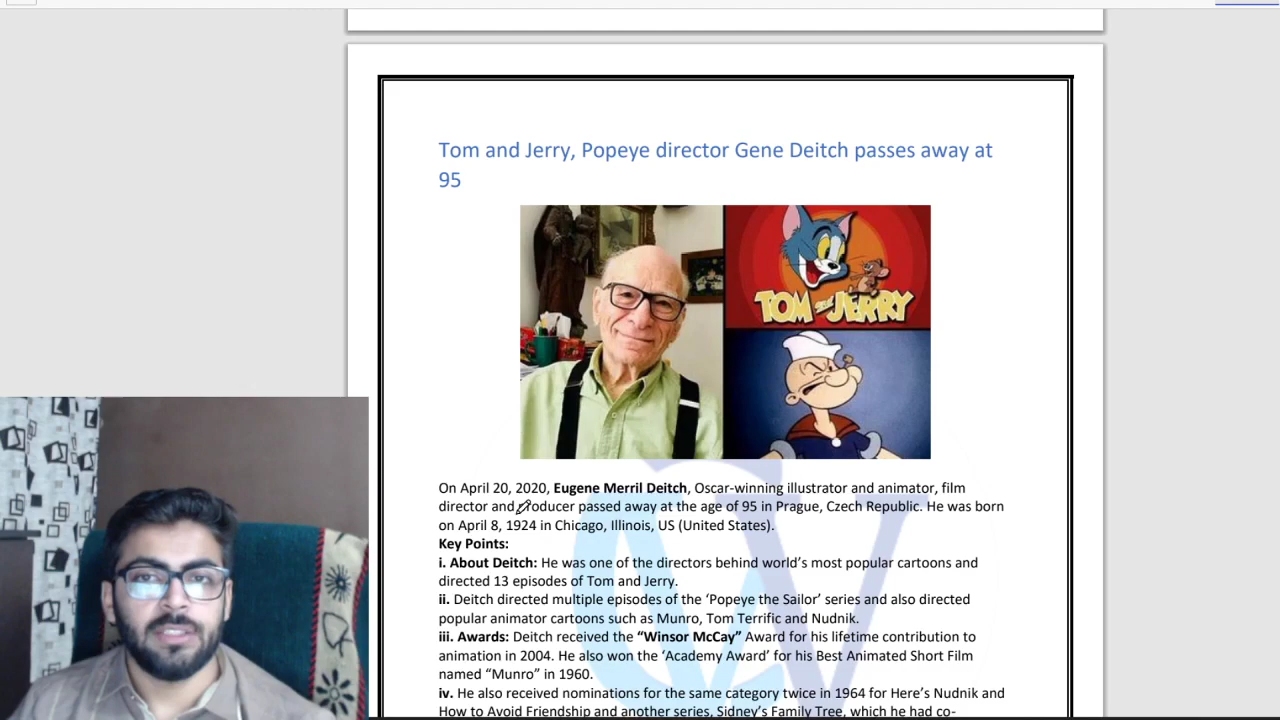 Tom and Jerry, Popeye director Gene Deitch passes away at
95
TOM and JERRY
On April 20, 2020, Eugene Merril Deitch, Oscar-winning illustrator and animator, film
director and producer passed away at the age of 95 in Prague, Czech Republic. He was born
on April 8, 1924 in Chicago, Illinois, US (United States).
Key Points:
i. About Deitch: He was one of the directors behind world’s most popular cartoons and
directed 13 episodes of Tom and Jerry.
ii. Deitch directed multiple episodes of the ‘Popeye the Sailor’ series and also directed
popular animator cartoons such as Munro, Tom Terrific and Nudnik.
iii. Awards: Deitch received the “Winsor McCay” Award for his lifetime contribution to
animation in 2004. He also won the ‘Academy Award’ for his Best Animated Short Film
named “Munro” in 1960.
iv. He also received nominations for the same category twice in 1964 for Here’s Nudnik and
How to Avoid Friendship and another series, Sidney’s Family Tree, which he had co-